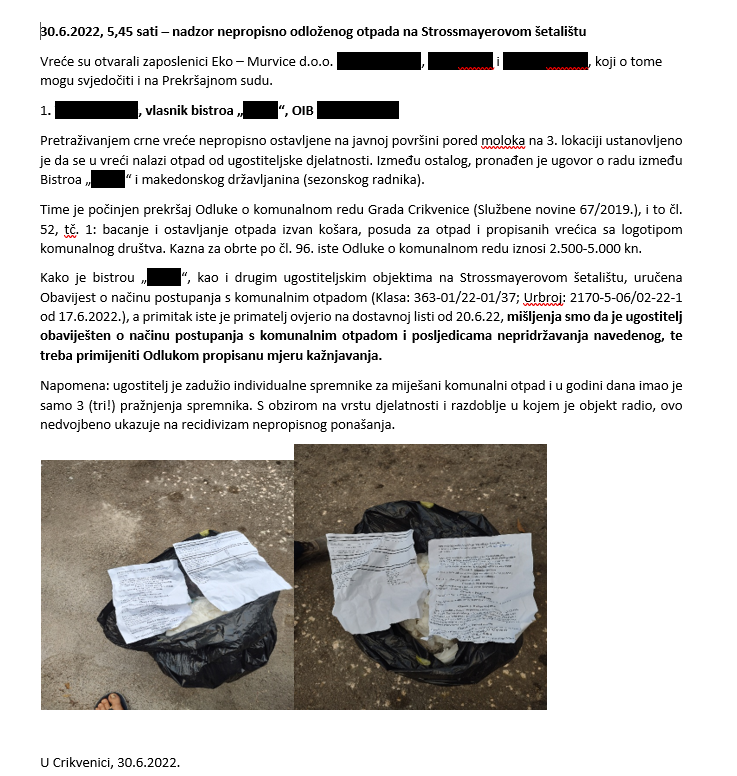 30.6.2022, 5,45 sati – nadzor nepropisno odloženog otpada na Strossmayerovom šetalištu
Vreće su otvarali zaposlenici Eko – Murvice d.o.o. , i , koji o tome
mogu svjedočiti i na Prekršajnom sudu.
1. , vlasnik bistroa „ “, OIB
Pretraživanjem crne vreće nepropisno ostavljene na javnoj površini pored moloka na 3. lokaciji ustanovljeno
je da se u vreći nalazi otpad od ugostiteljske djelatnosti. Između ostalog, pronađen je ugovor o radu između
Bistroa „ “ i makedonskog državljanina (sezonskog radnika).
Time je počinjen prekršaj Odluke o komunalnom redu Grada Crikvenice (Službene novine 67/2019.), i to čl.
52, tč. 1: bacanje i ostavljanje otpada izvan košara, posuda za otpad i propisanih vrećica sa logotipom
komunalnog društva. Kazna za obrte po čl. 96. iste Odluke o komunalnom redu iznosi 2.500-5.000 kn.
Kako je bistrou „ “, kao i drugim ugostiteljskim objektima na Strossmayerovom šetalištu, uručena
Obavijest o načinu postupanja s komunalnim otpadom (Klasa: 363-01/22-01/37; Urbroj: 2170-5-06/02-22-1
od 17.6.2022.), a primitak iste je primatelj ovjerio na dostavnoj listi od 20.6.22, mišljenja smo da je ugostitelj
obaviješten o načinu postupanja s komunalnim otpadom i posljedicama nepridržavanja navedenog, te
treba primijeniti Odlukom propisanu mjeru kažnjavanja.
Napomena: ugostitelj je zadužio individualne spremnike za miješani komunalni otpad i u godini dana imao je
samo 3 (tri!) pražnjenja spremnika. S obzirom na vrstu djelatnosti i razdoblje u kojem je objekt radio, ovo
nedvojbeno ukazuje na recidivizam nepropisnog ponašanja.
U Crikvenici, 30.6.2022.